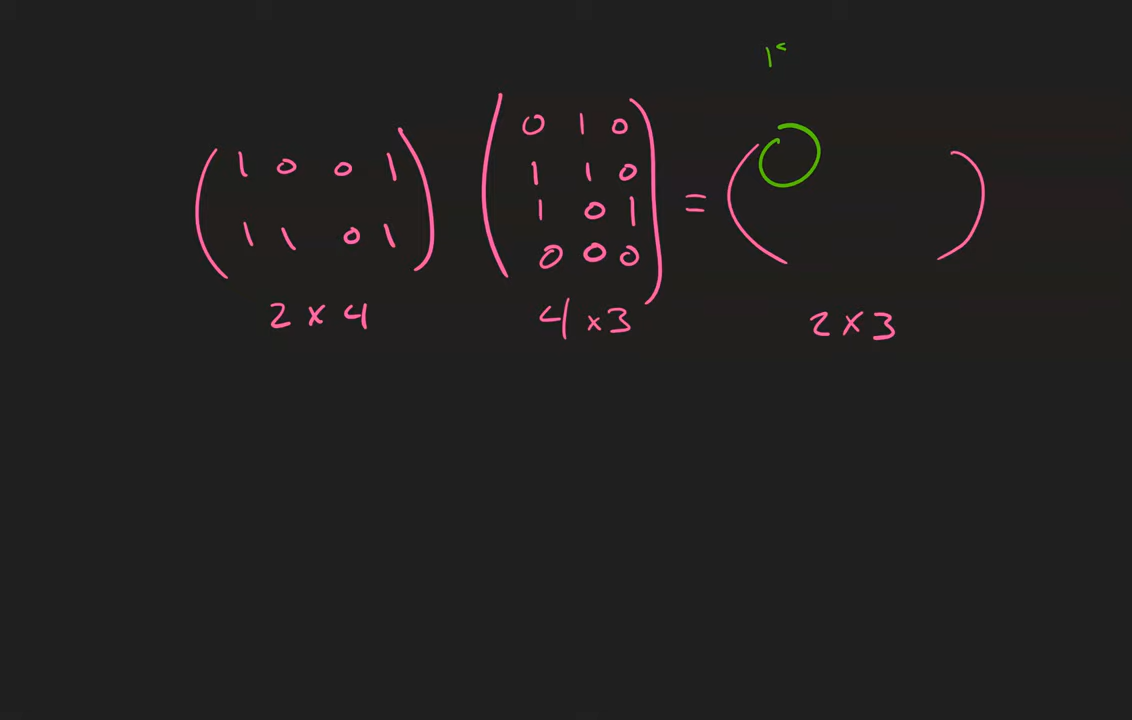 1
( 1 0 0 1 ) ( 0 1 0 ) = ( )
( 1 1 0 1 ) ( 1 1 0 )
( 1 0 1 )
( 0 0 0 )
2 x 4 4 x 3 2 x 3